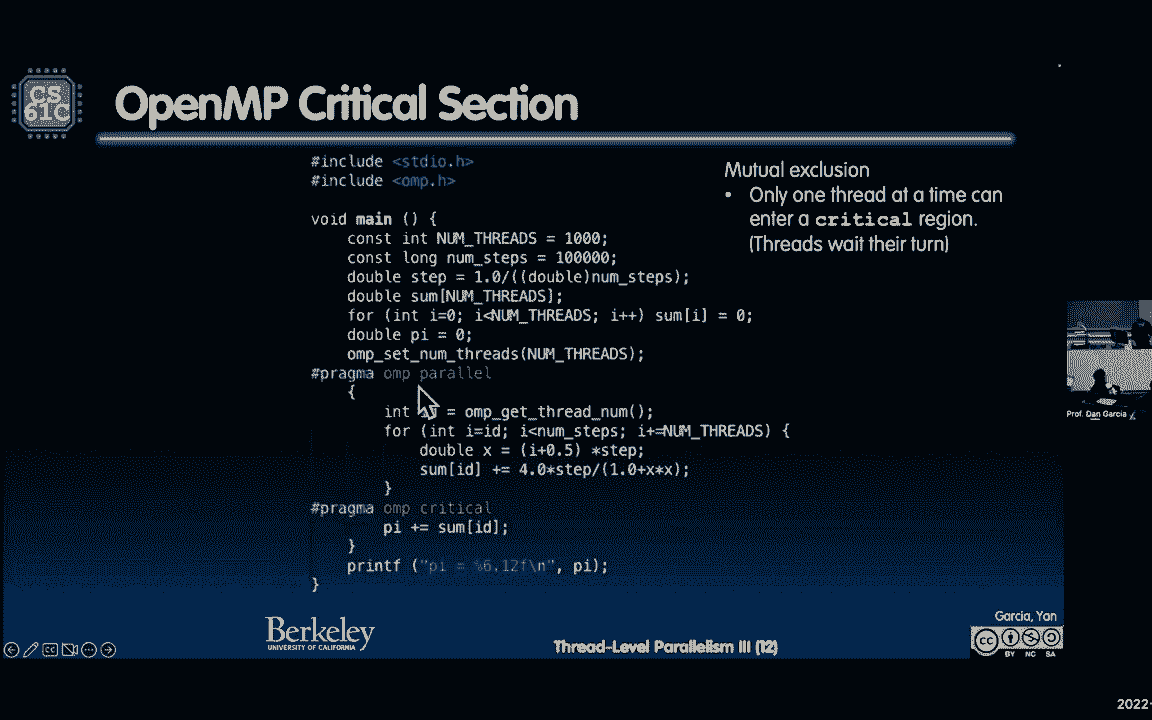 CS
61C
OpenMP Critical Section
#include <stdio.h>
#include <omp.h>
void main () {
const int NUM_THREADS = 1000;
const long num_steps = 100000;
double step = 1.0/((double)num_steps);
double sum[NUM_THREADS];
for (int i=0; i<NUM_THREADS; i++) sum[i] = 0;
double pi = 0;
omp_set_num_threads(NUM_THREADS);
#pragma omp parallel
{
int = omp_get_thread_num();
for (int i=id; i<num_steps; i+=NUM_THREADS) {
double x = (i+0.5) *step;
sum[id] += 4.0*step/(1.0+x*x);
}
#pragma omp critical
pi += sum[id];
}
printf ("pi = %6.12f\n", pi);
}
Mutual exclusion
• Only one thread at a time can
enter a critical region.
(Threads wait their turn)
Prof. Dan Garcia
Berkeley
UNIVERSITY OF CALIFORNIA
Thread-Level Parallelism III (12)
Garcia, Yan
cc
BY NC SA
CC
2022-